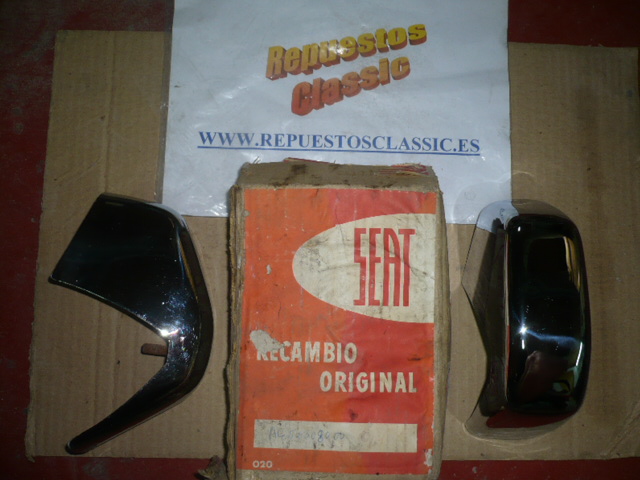 Repuestos
Classic
WWW.REPUESTOSCLASSIC.ES
SEAT
RECAMBIO
ORIGINAL
020